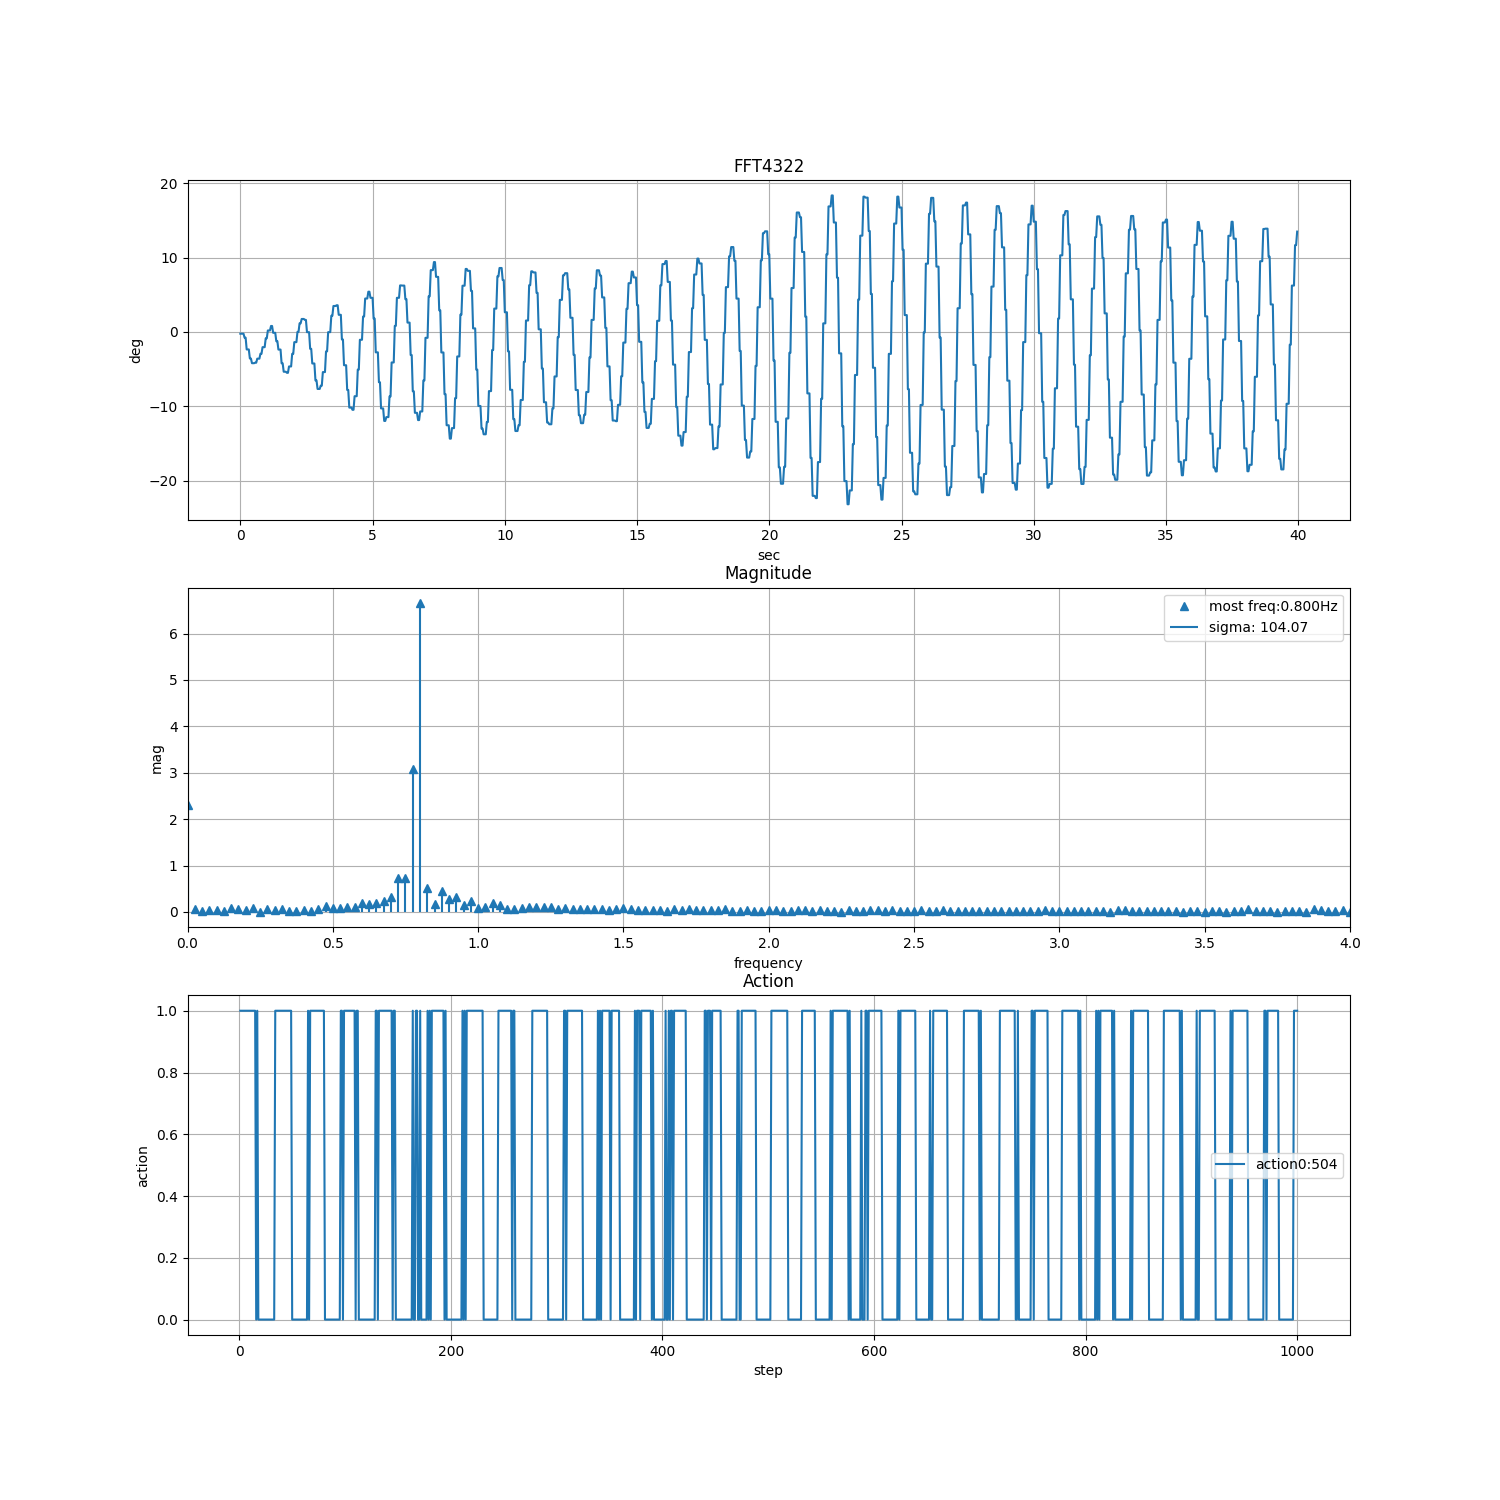 FFT4322
20
10
0
−10
−20
deg
0 5 10 15 20 25 30 35 40
sec
Magnitude
most freq:0.800Hz
sigma: 104.07
6
5
4
3
2
1
0
mag
0.0 0.5 1.0 1.5 2.0 2.5 3.0 3.5 4.0
frequency
Action
1.0
0.8
0.6
0.4
0.2
0.0
action
action0:504
0 200 400 600 800 1000
step